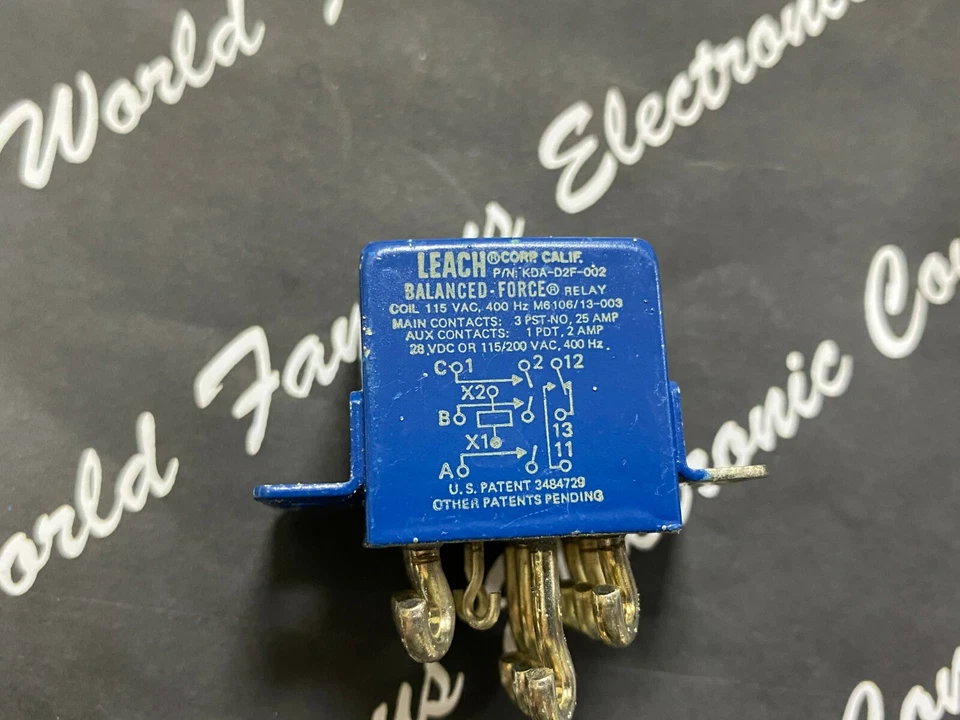 World Fa
Electronic
LEACH® CORP. CALIF.
P/N: KDA-D2F-002
BALANCED-FORCE® RELAY
COIL 115 VAC, 400 Hz M6106/13-003
MAIN CONTACTS: 3 PST-NO, 25 AMP
AUX CONTACTS: 1 PDT, 2 AMP
28 VDC OR 115/200 VAC, 400 Hz.
C 1 2 12
X2
B
13
X1
11
A
U.S. PATENT 3484729
OTHER PATENTS PENDING
World Fa
s Electronic Co